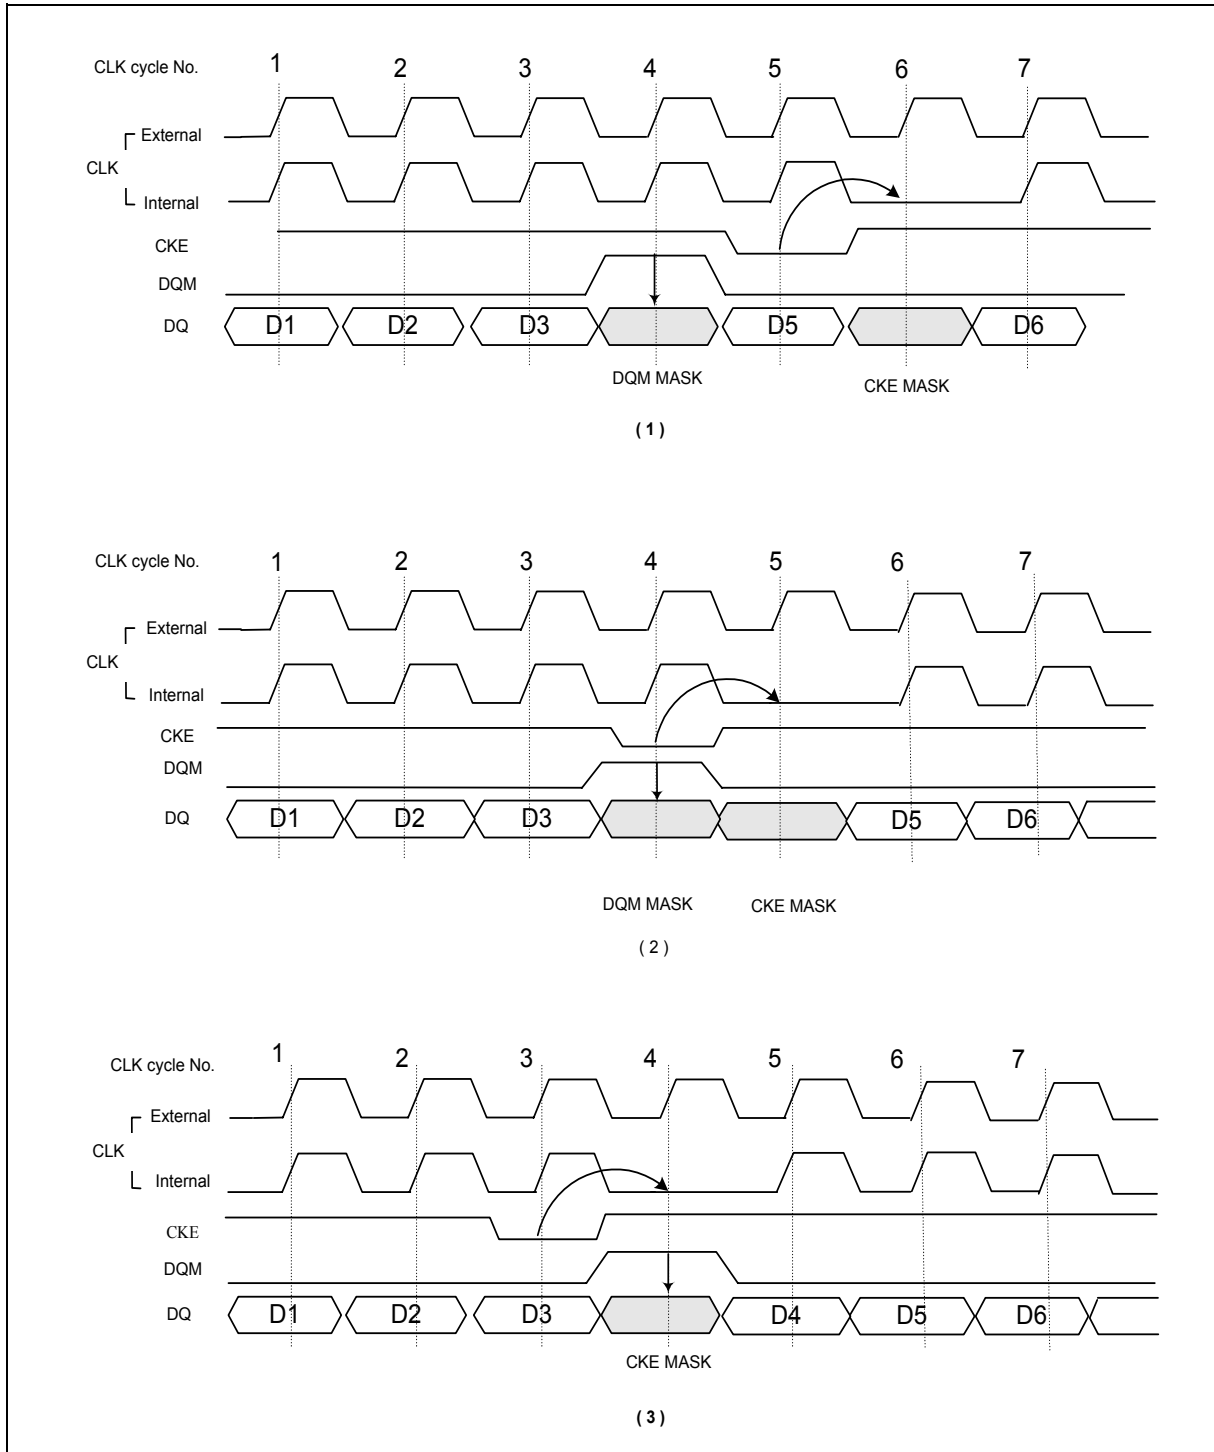 CLK cycle No. 1 2 3 4 5 6 7
External
CLK
Internal
CKE
DQM
DQ D1 D2 D3 D5 D6
DQM MASK CKE MASK
( 1 )
CLK cycle No. 1 2 3 4 5 6 7
External
CLK
Internal
CKE
DQM
DQ D1 D2 D3 D5 D6
DQM MASK CKE MASK
( 2 )
CLK cycle No. 1 2 3 4 5 6 7
External
CLK
Internal
CKE
DQM
DQ D1 D2 D3 D4 D5 D6
CKE MASK
( 3 )